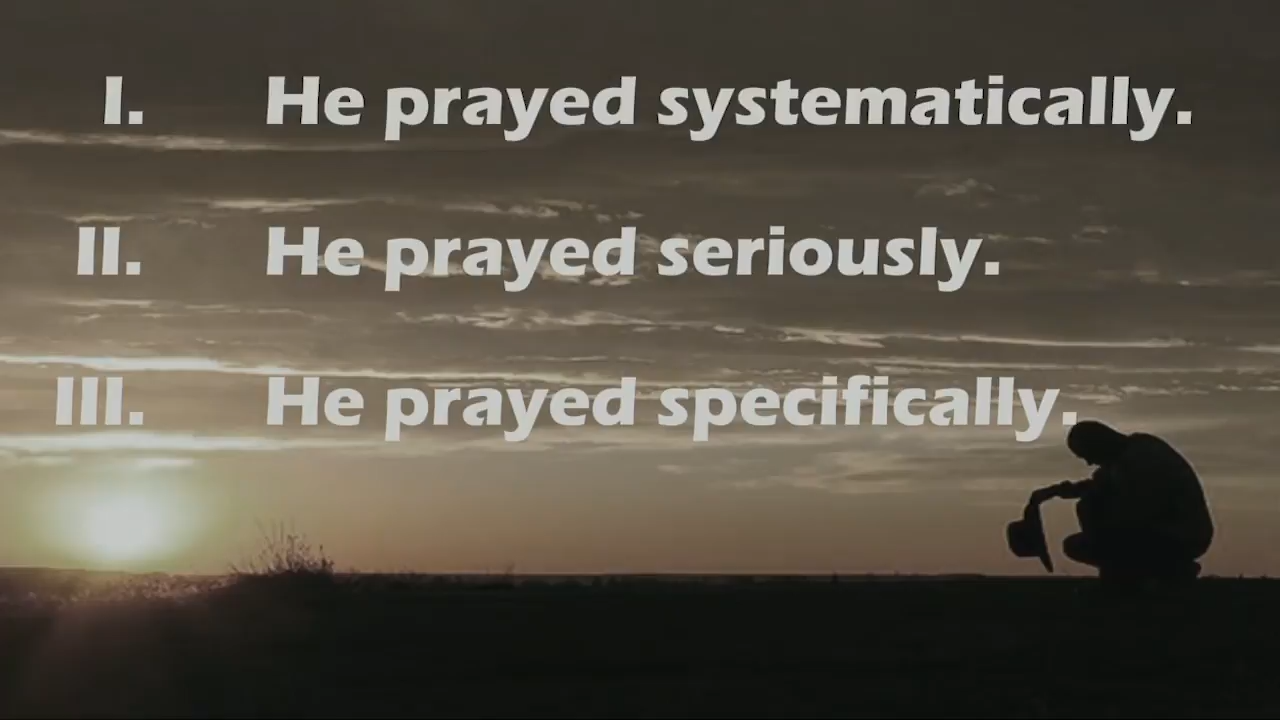 I. He prayed systematically.
II. He prayed seriously.
III. He prayed specifically.